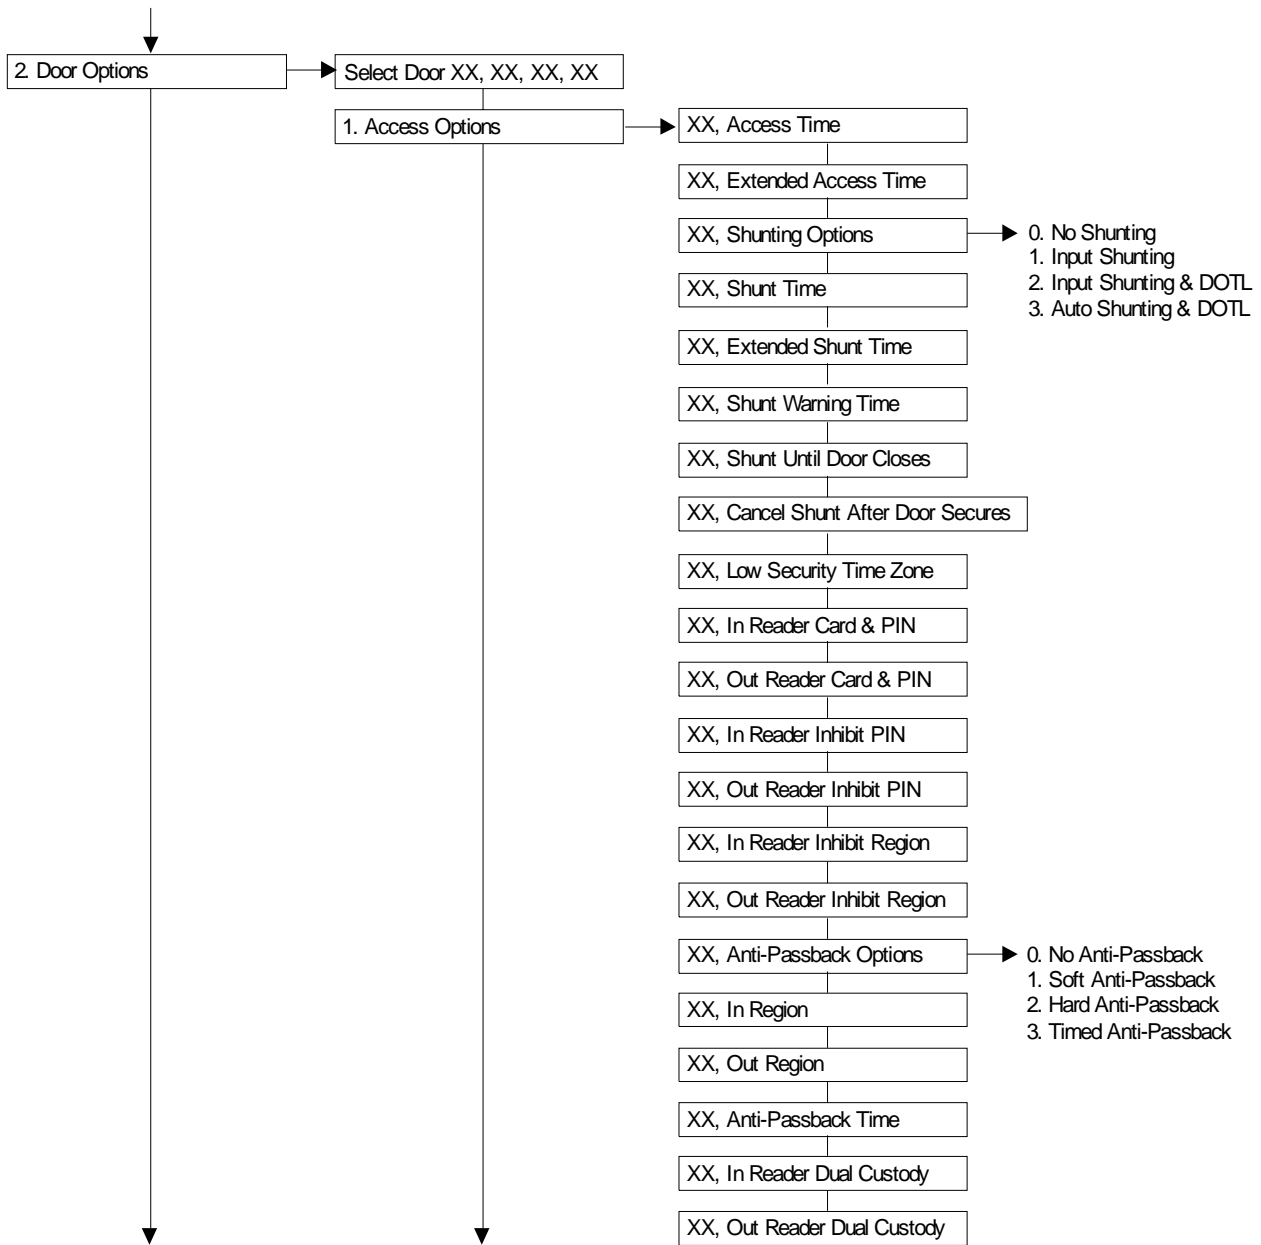 2. Door Options
Select Door XX, XX, XX, XX
1. Access Options
XX, Access Time
XX, Extended Access Time
XX, Shunting Options
0. No Shunting
1. Input Shunting
2. Input Shunting & DOTL
3. Auto Shunting & DOTL
XX, Shunt Time
XX, Extended Shunt Time
XX, Shunt Warning Time
XX, Shunt Until Door Closes
XX, Cancel Shunt After Door Secures
XX, Low Security Time Zone
XX, In Reader Card & PIN
XX, Out Reader Card & PIN
XX, In Reader Inhibit PIN
XX, Out Reader Inhibit PIN
XX, In Reader Inhibit Region
XX, Out Reader Inhibit Region
XX, Anti-Passback Options
0. No Anti-Passback
1. Soft Anti-Passback
2. Hard Anti-Passback
3. Timed Anti-Passback
XX, In Region
XX, Out Region
XX, Anti-Passback Time
XX, In Reader Dual Custody
XX, Out Reader Dual Custody